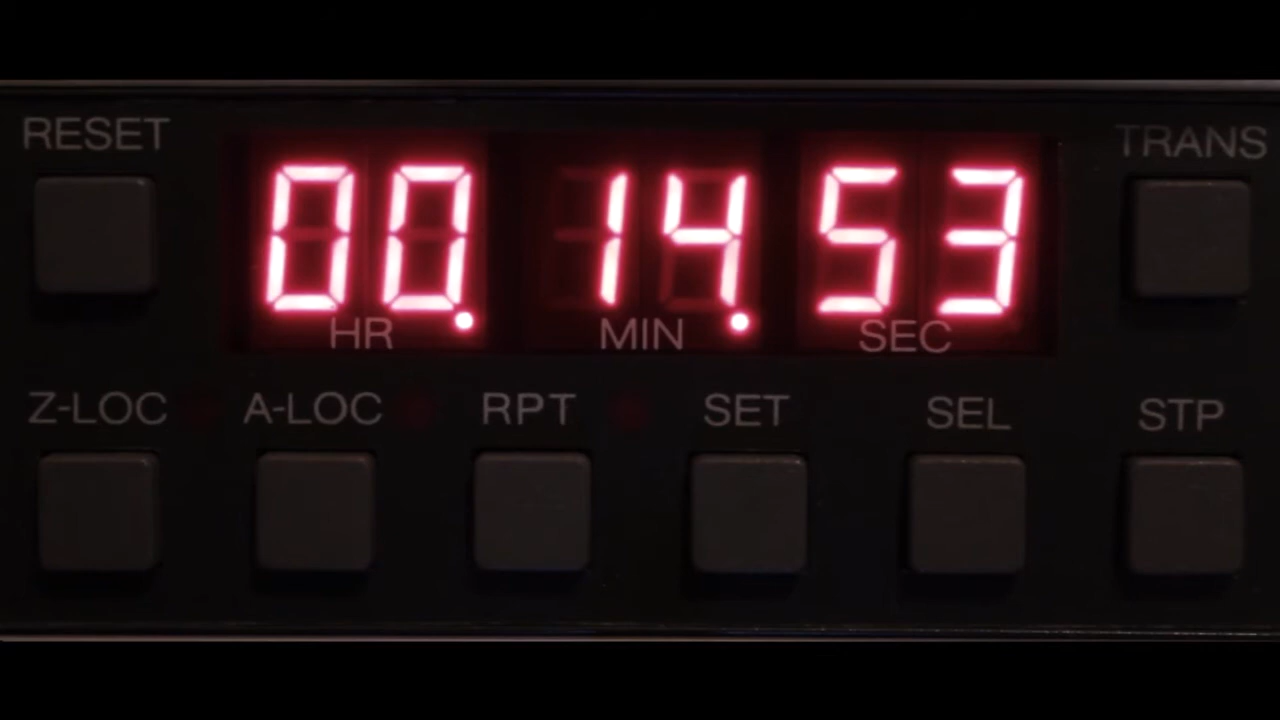 RESET TRANS
00. 14. 53
HR MIN SEC
Z-LOC A-LOC RPT SET SEL STP